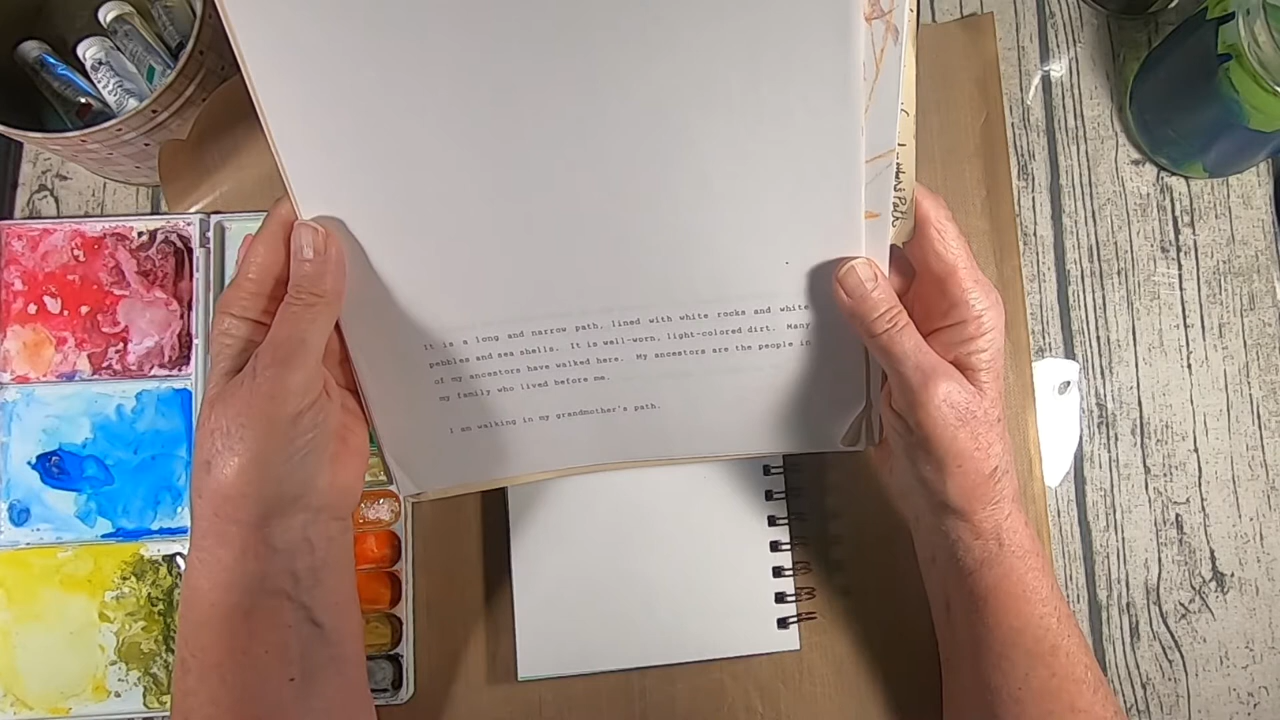 It is a long and narrow path, lined with white rocks and white
pebbles and sea shells. It is well-worn, light-colored dirt. Many
of my ancestors have walked here. My ancestors are the people in
my family who lived before me.
I am walking in my grandmother's path.
Path